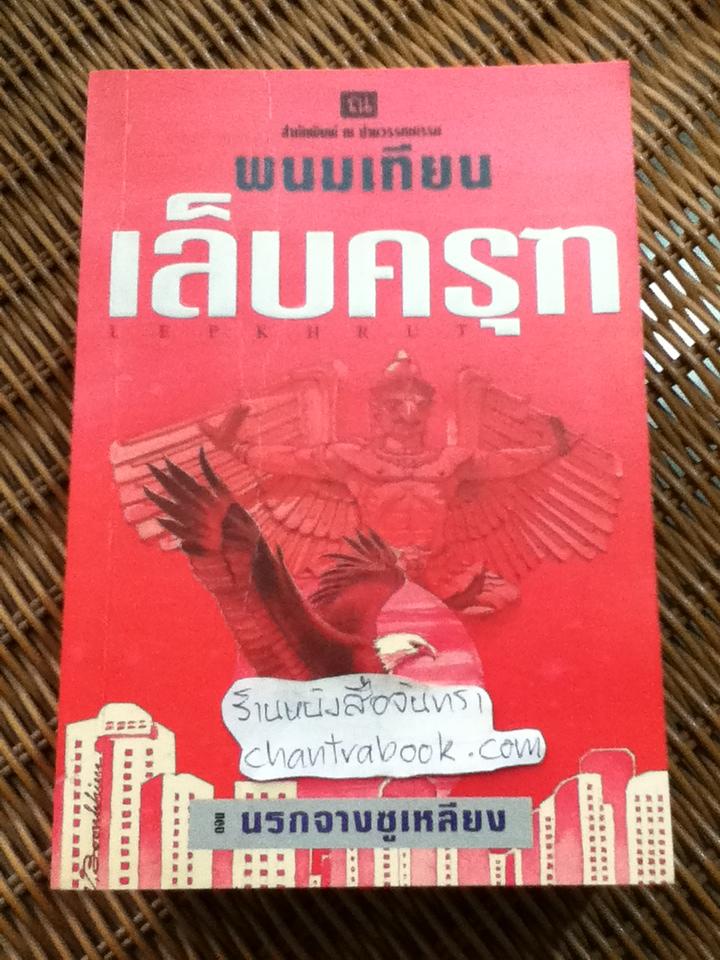 ณ
สำนักพิมพ์ ณ บ้านวรรณกรรม
พนมเทียน
เล็บครุฑ
LEPKHRUT
ร้านหนังสือจันทรา
chantrabook.com
ตอน นรกจางซูเหลียง